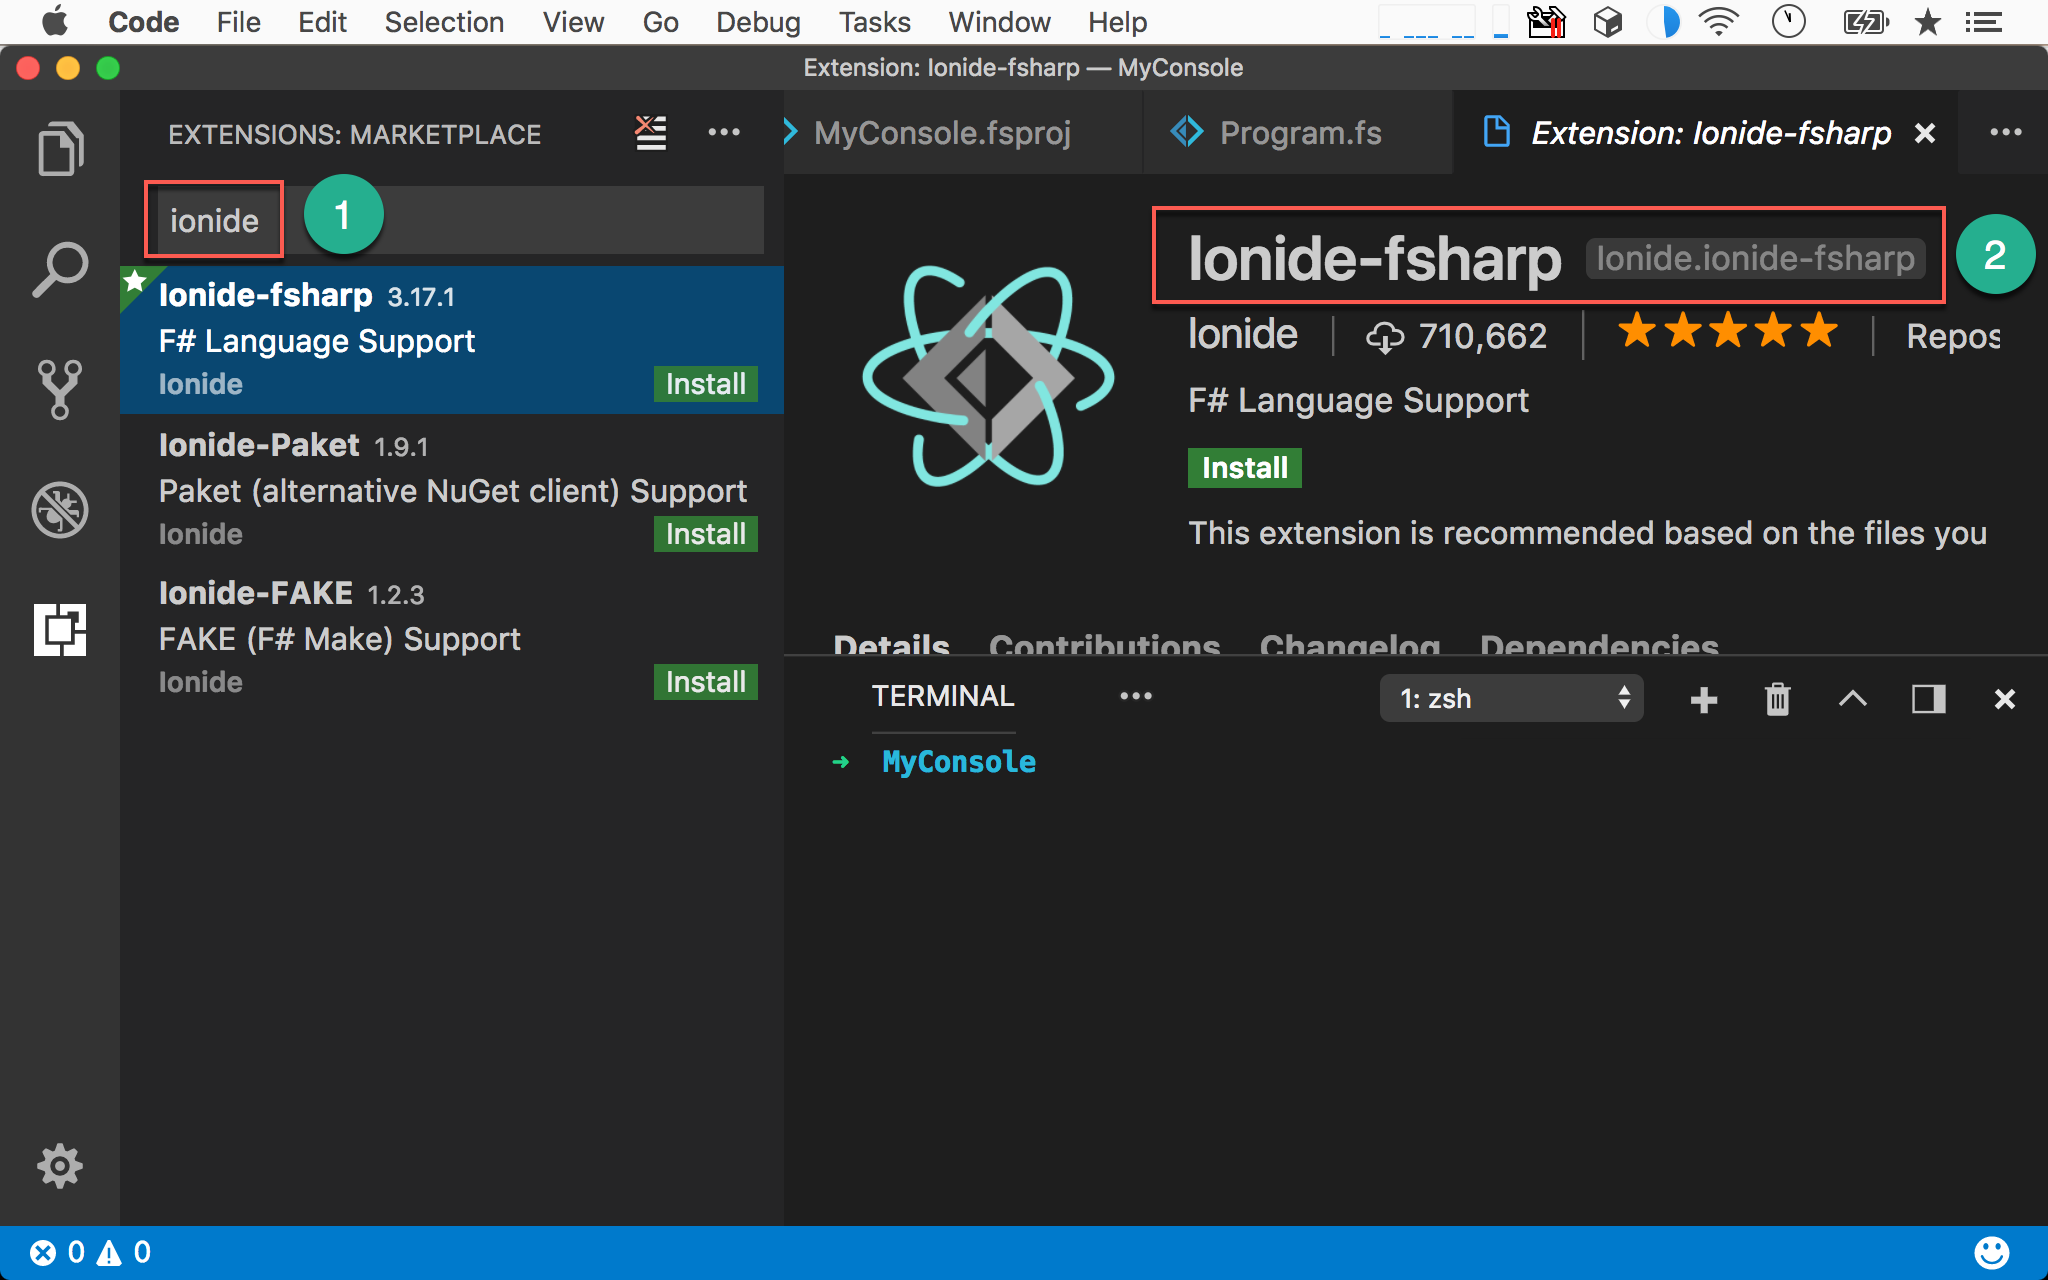 Code File Edit Selection View Go Debug Tasks Window Help
Extension: Ionide-fsharp — MyConsole
EXTENSIONS: MARKETPLACE
MyConsole.fsproj
Program.fs
Extension: Ionide-fsharp
ionide
1
Ionide-fsharp 3.17.1
F# Language Support
Ionide
Install
Ionide-Paket 1.9.1
Paket (alternative NuGet client) Support
Ionide
Install
Ionide-FAKE 1.2.3
FAKE (F# Make) Support
Ionide
Install
Ionide-fsharp Ionide.ionide-fsharp
2
Ionide 710,662 Repos
F# Language Support
Install
This extension is recommended based on the files you
Details Contributions Changelog Dependencies
TERMINAL
1: zsh
MyConsole
0 0